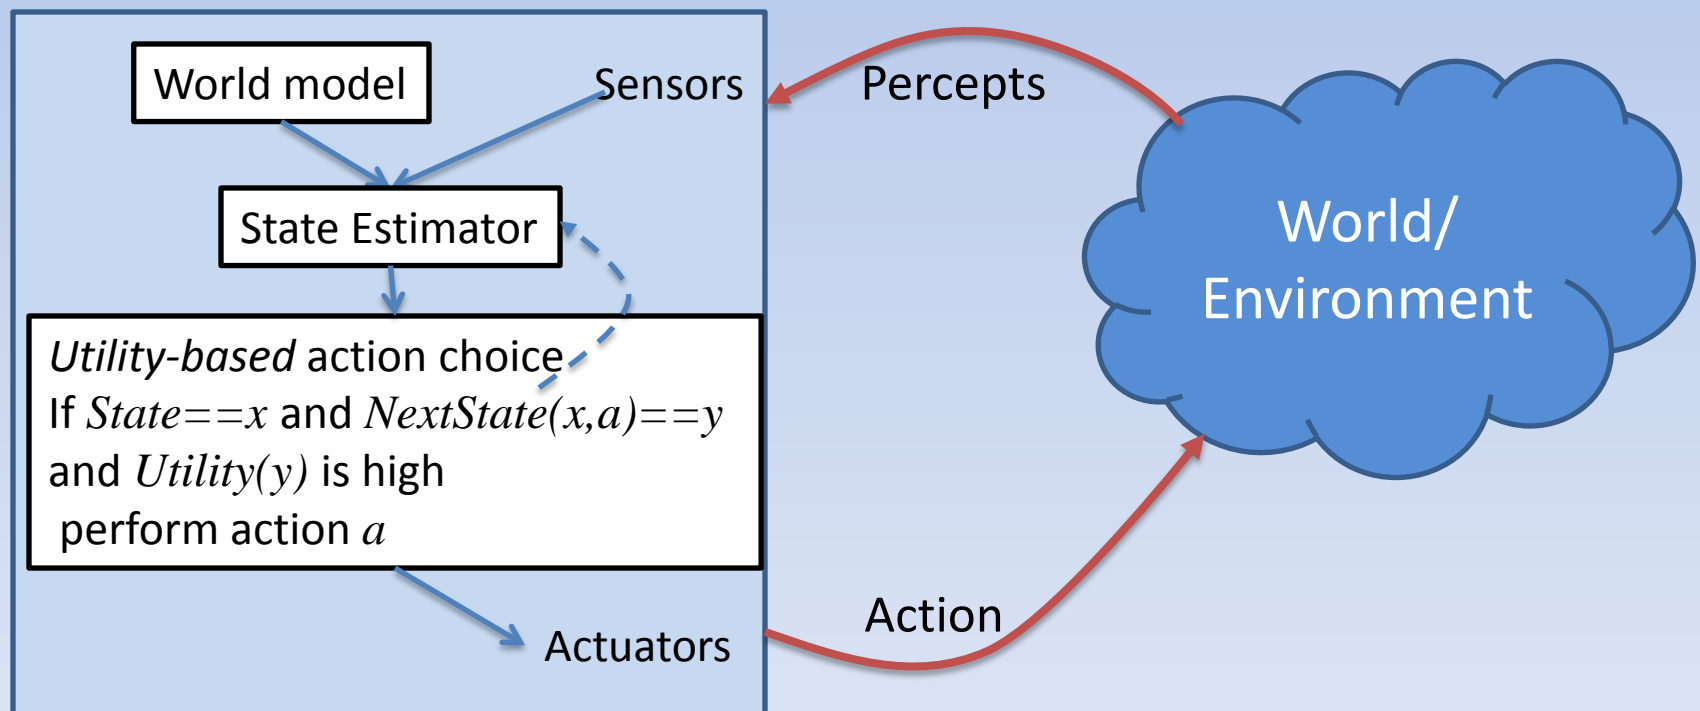 World model
Sensors
State Estimator
Utility-based action choice
If State==x and NextState(x,a)==y
and Utility(y) is high
perform action a
Actuators
Percepts
Action
World/
Environment